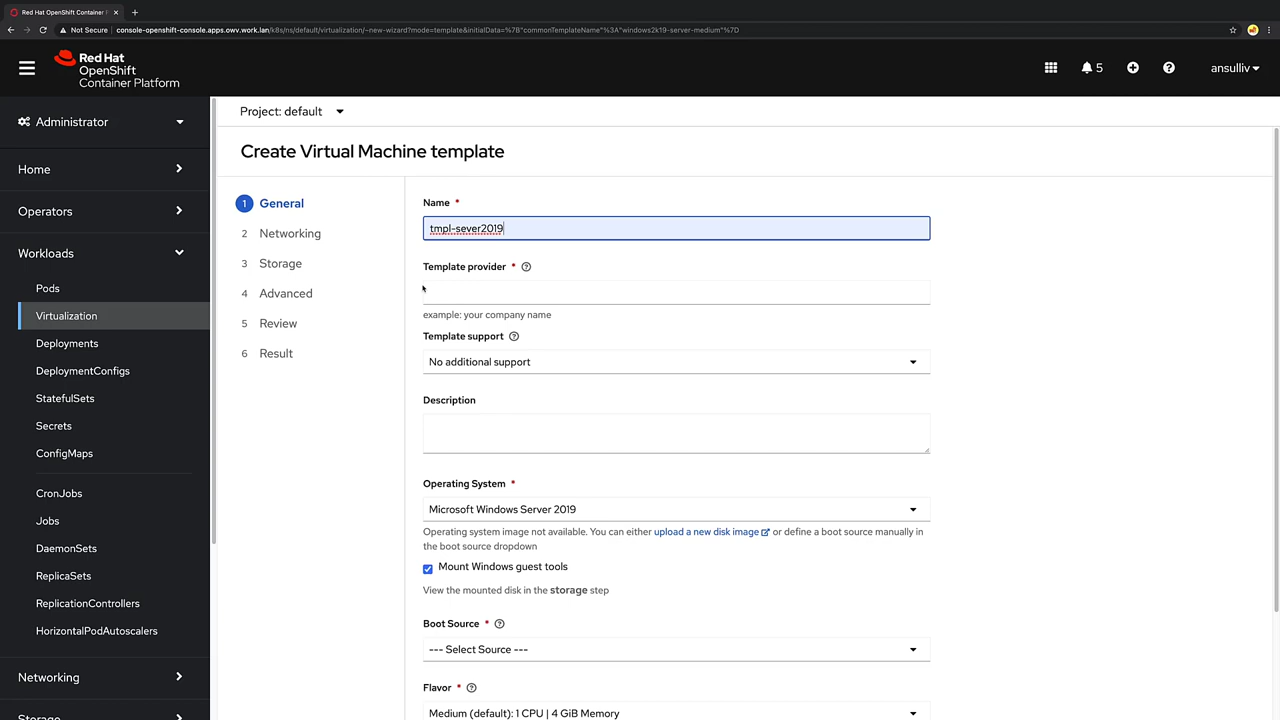 Red Hat OpenShift Container P
Not Secure
console-openshift-console.apps.owv.work.lan/k8s/ns/default/virtualization/~new-wizard?mode=template&initialData=%7B"commonTemplateName"%3A"windows2k19-server-medium"%7D
Red Hat
OpenShift
Container Platform
5
ansulliv
Administrator
Home
Operators
Workloads
Pods
Virtualization
Deployments
DeploymentConfigs
StatefulSets
Secrets
ConfigMaps
CronJobs
Jobs
DaemonSets
ReplicaSets
ReplicationControllers
HorizontalPodAutoscalers
Networking
Storage
Project: default
Create Virtual Machine template
1 General
2 Networking
3 Storage
4 Advanced
5 Review
6 Result
Name *
tmpl-sever2019
Template provider *
example: your company name
Template support
No additional support
Description
Operating System *
Microsoft Windows Server 2019
Operating system image not available. You can either upload a new disk image or define a boot source manually in
the boot source dropdown
Mount Windows guest tools
View the mounted disk in the storage step
Boot Source *
--- Select Source ---
Flavor *
Medium (default): 1 CPU | 4 GiB Memory